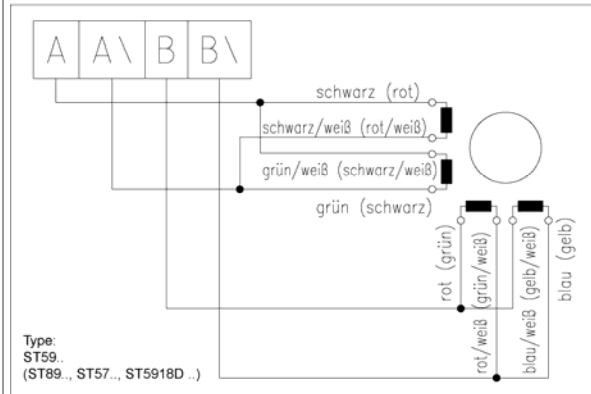 A A\ B B\
schwarz (rot)
schwarz/weiß (rot/weiß)
grün/weiß (schwarz/weiß)
grün (schwarz)
rot (grün)
rot/weiß (grün/weiß)
blau/weiß (gelb/weiß)
blau (gelb)
Type:
ST59..
(ST89.., ST57.., ST5918D ..)